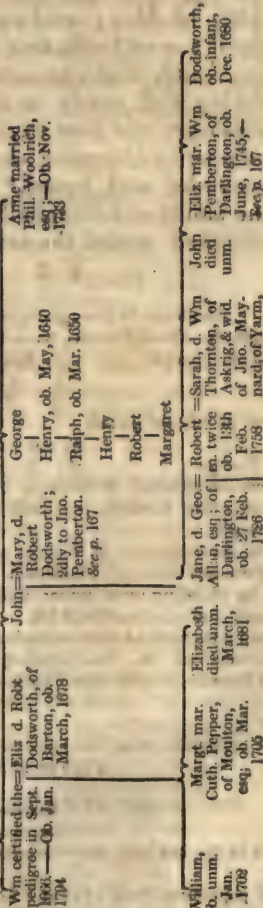 Wm certified the=Eliz d. Robt
pedigree in Sept.
1666.—Ob. Jan.
1704
Dodsworth, of
Barton, ob.
March, 1678
John=Mary, d.
Robert
Dodsworth;
2dly to Jno.
Pemberton.
See p. 167
George
Henry, ob. May, 1640
Ralph, ob. Mar. 1650
Henry
Robert
Margaret
Anne married
Phil. Woolrich,
esq;—Ob. Nov.
William,
ob. unm.
Jan.
1702
Margt. mar.
Cuth. Pepper,
of Moulton,
esq; ob. Mar.
1705
Elizabeth
died unm.
March,
1681
Jane, d. Geo.=
Allan, esq; of
Darlington,
ob. 27 Feb.
1726
Robert
m. twice
ob. 13th
Feb.
1758
=Sarah, d. Wm
Thornton, of
Askrig, & wid.
of Jno. May-
nard, of Yarm,
John
died
unm.
Eliz. mar. Wm
Pemberton, of
Darlington, ob.
June, 1745,—
See p. 167
Dodsworth,
ob. infant,
Dec. 1680